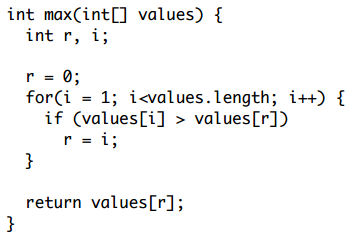 int max(int[] values) {
  int r, i;

  r = 0;
  for(i = 1; i<values.length; i++) {
    if (values[i] > values[r])
      r = i;
  }

  return values[r];
}